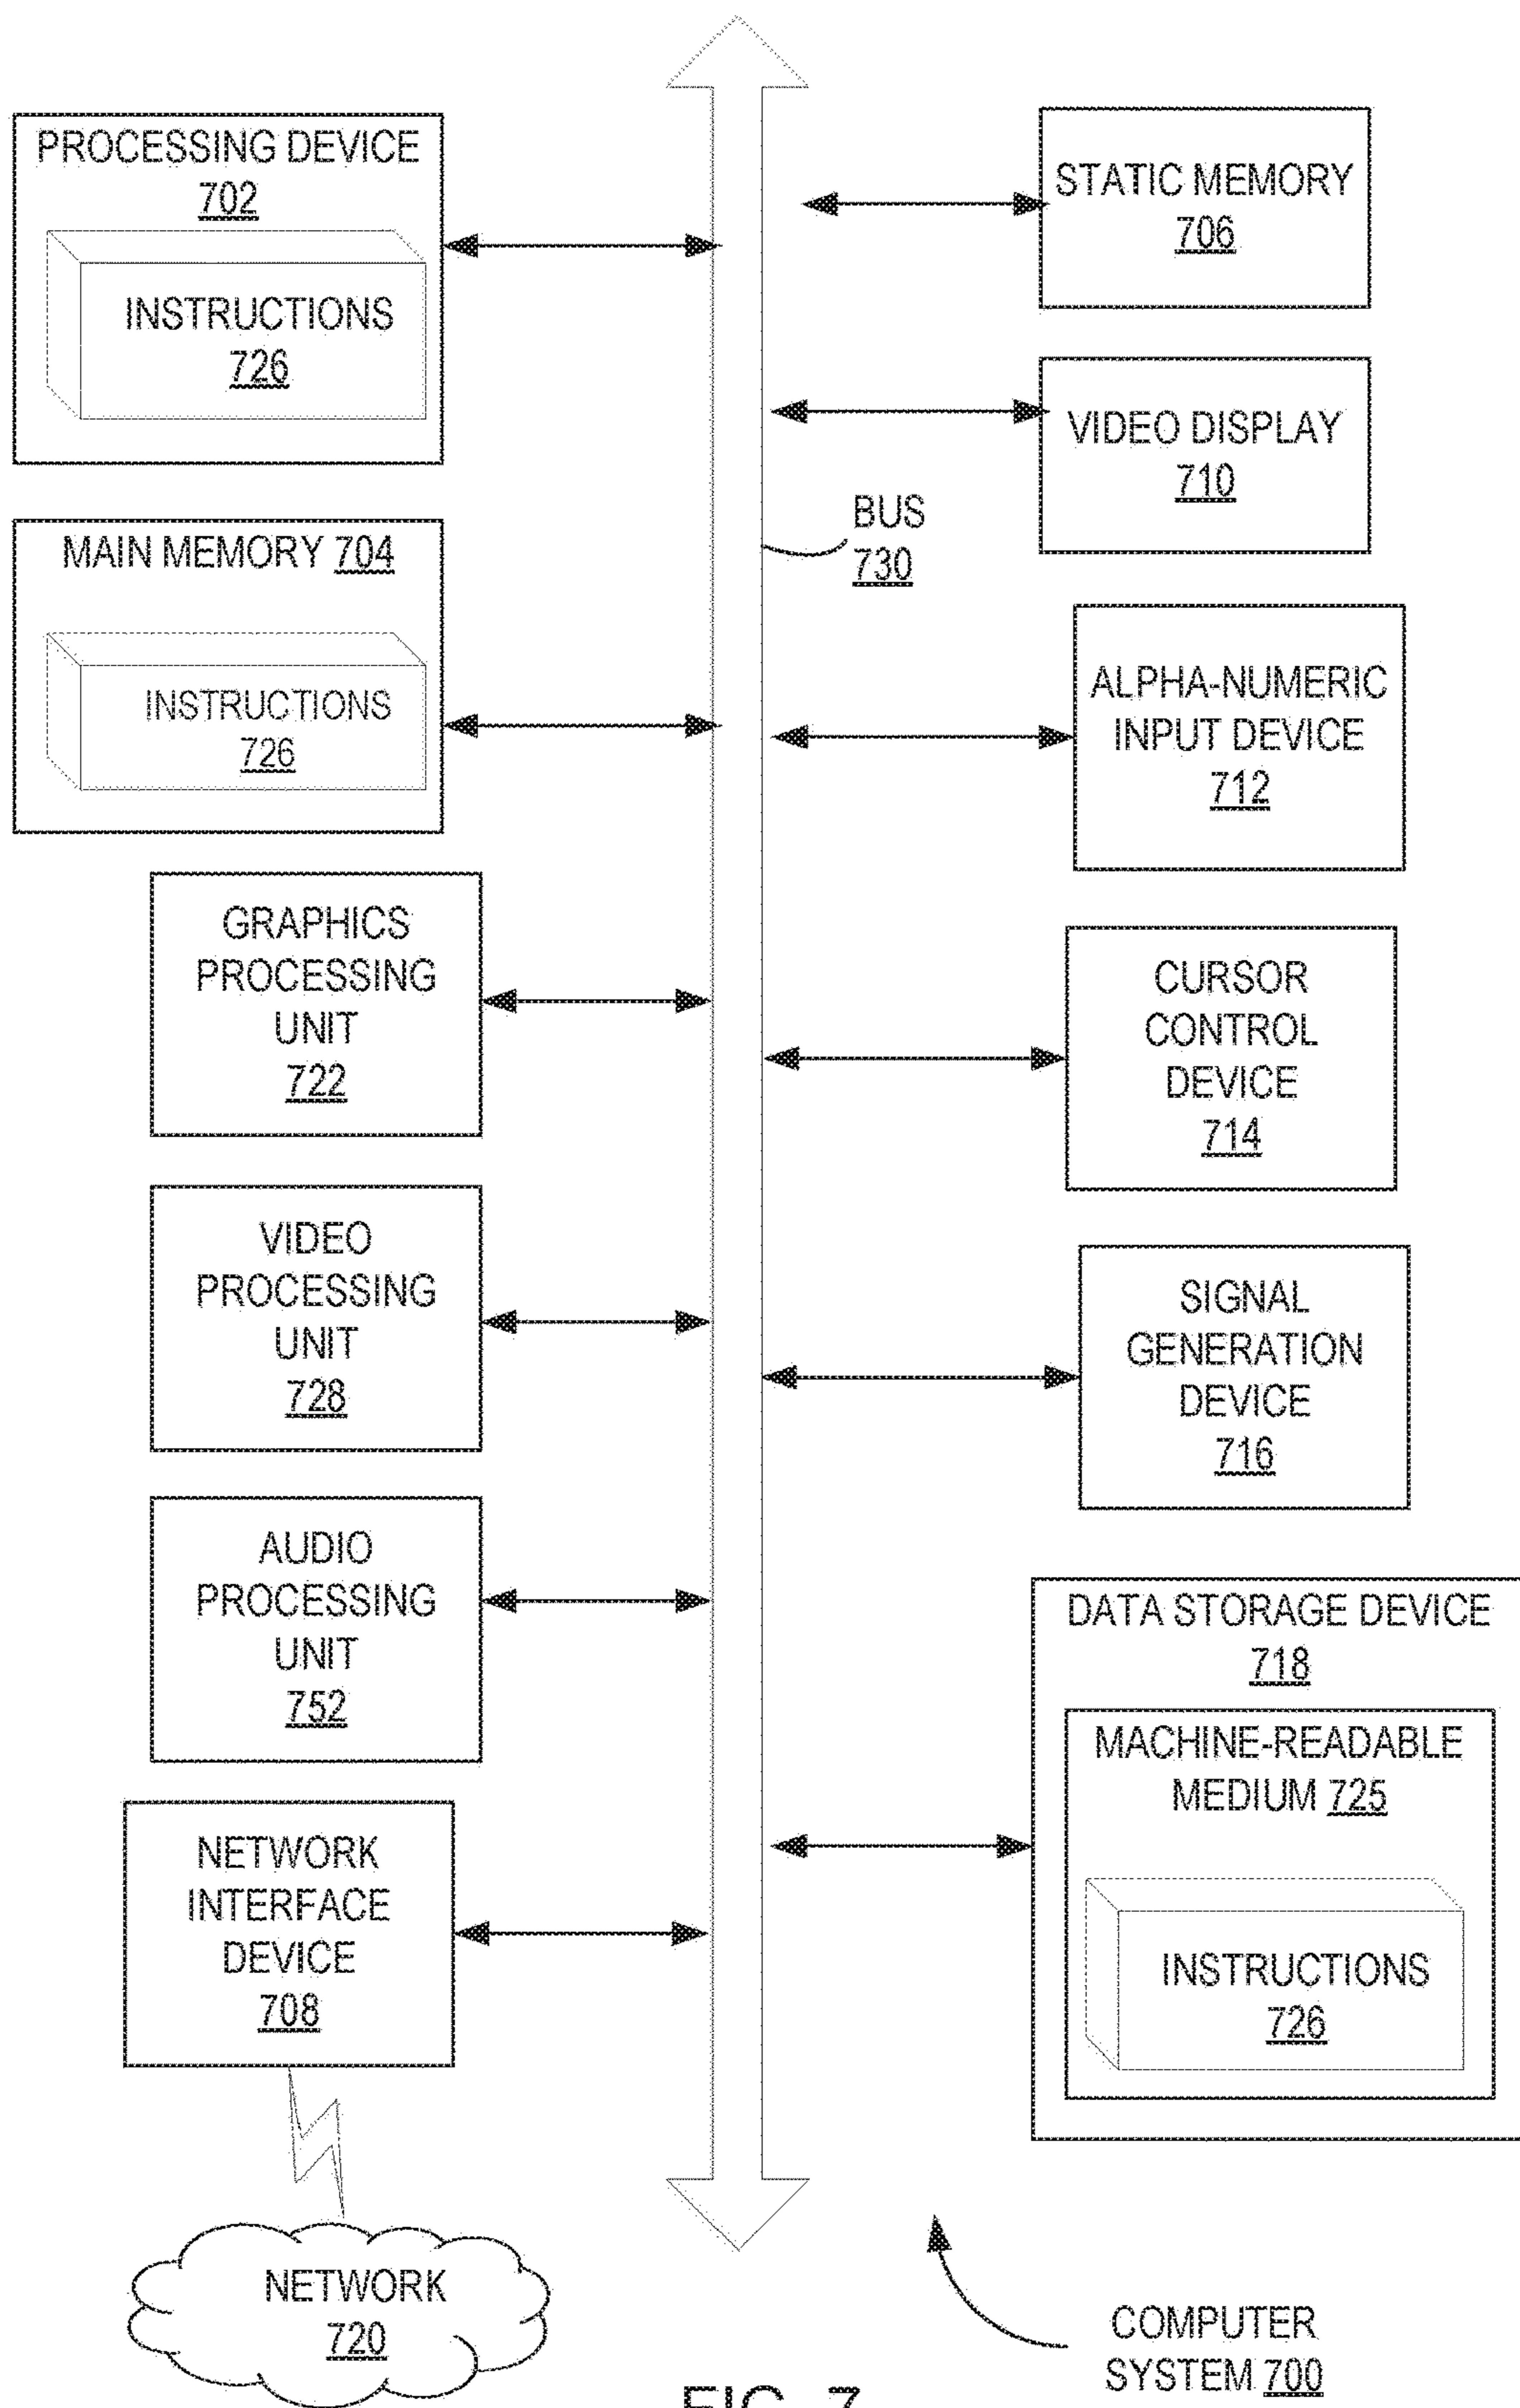 PROCESSING DEVICE
702
INSTRUCTIONS
726
MAIN MEMORY 704
INSTRUCTIONS
726
GRAPHICS
PROCESSING
UNIT
722
VIDEO
PROCESSING
UNIT
728
AUDIO
PROCESSING
UNIT
752
NETWORK
INTERFACE
DEVICE
708
NETWORK
720
BUS
730
STATIC MEMORY
706
VIDEO DISPLAY
710
ALPHA-NUMERIC
INPUT DEVICE
712
CURSOR
CONTROL
DEVICE
714
SIGNAL
GENERATION
DEVICE
716
DATA STORAGE DEVICE
718
MACHINE-READABLE
MEDIUM 725
INSTRUCTIONS
726
COMPUTER
SYSTEM 700
FIG. 7